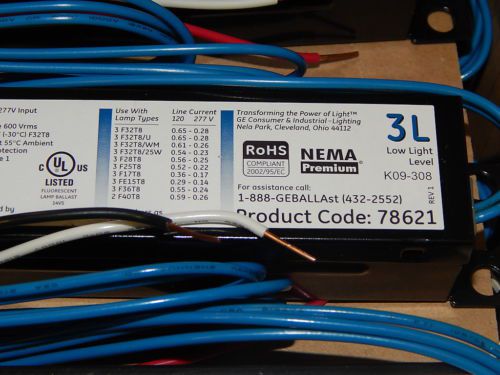 277V Input
600 Vrms
(-30°C) F32T8
55°C Ambient
Protection
e 1
C UL US
LISTED
FLUORESCENT
LAMP BALLAST
14V5
d by
Use With
Lamp Types
Line Current
120 277 V
3 F32T8 0.65 - 0.28
3 F32T8/U 0.65 - 0.28
3 F32T8/WM 0.61 - 0.26
3 F32T8/25W 0.54 - 0.23
3 F28T8 0.56 - 0.25
3 F25T8 0.52 - 0.22
3 F17T8 0.36 - 0.17
3 FE15T8 0.29 - 0.14
3 F36T8 0.55 - 0.24
2 F40T8 0.59 - 0.26
Transforming the Power of Light™
GE Consumer & Industrial - Lighting
Nela Park, Cleveland, Ohio 44112
RoHS
COMPLIANT
2002/95/EC
NEMA
Premium
3L
Low Light
Level
K09-308
REV 1
For assistance call:
1-888-GEBALLAst (432-2552)
Product Code: 78621